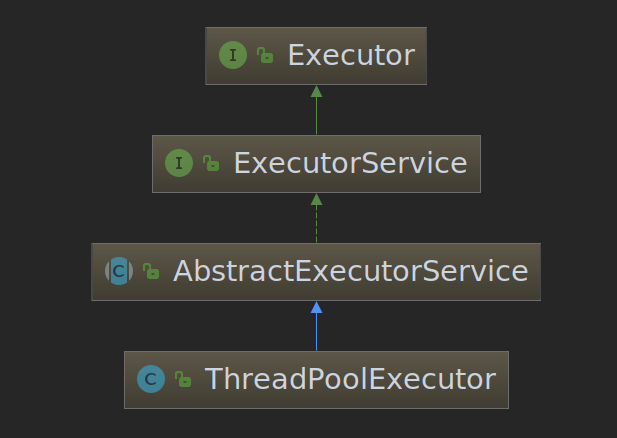 I Executor
I ExecutorService
C AbstractExecutorService
C ThreadPoolExecutor